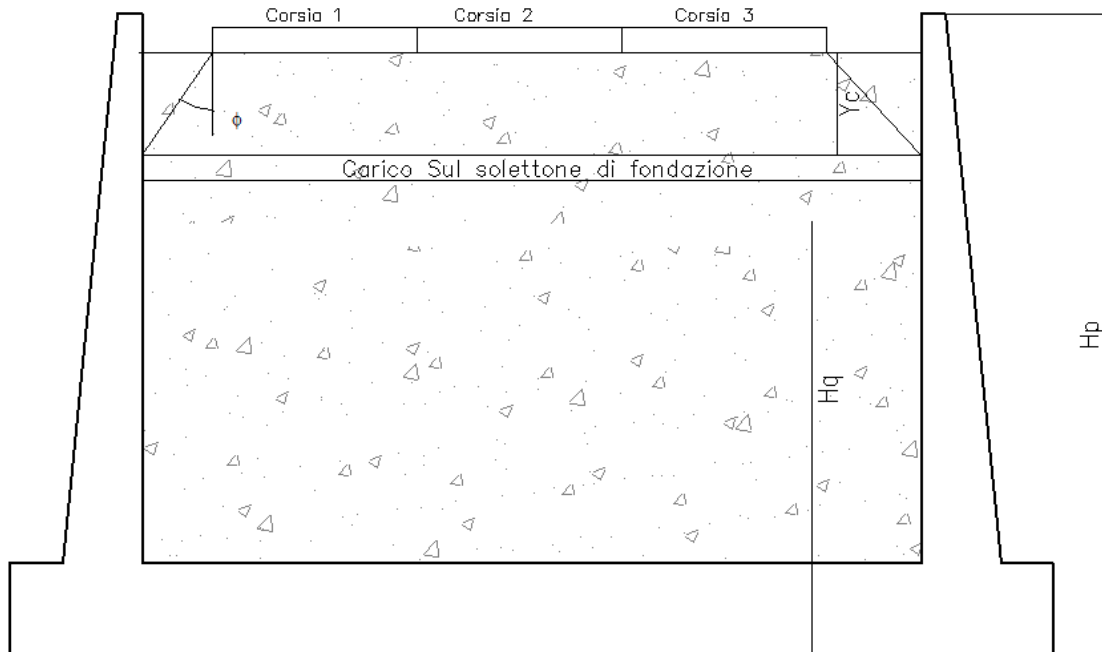 Corsia 1
Corsia 2
Corsia 3
Yc
ϕ
Carico Sul solettone di fondazione
Hq
Hp